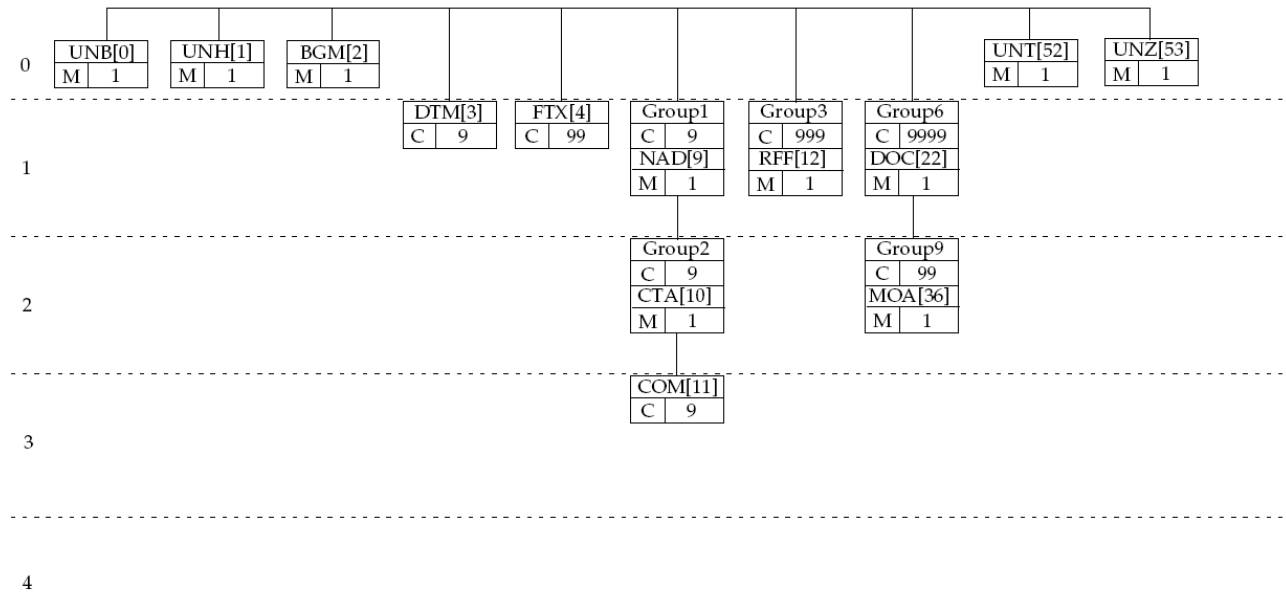 UNB[0] UNH[1] BGM[2] UNT[52] UNZ[53]
0 M 1 M 1 M 1 M 1 M 1
DTM[3] FTX[4] Group1 Group3 Group6
C 9 C 99 C 9 C 999 C 9999
1 NAD[9] RFF[12] DOC[22]
M 1 M 1 M 1
Group2 Group9
C 9 C 99
2 CTA[10] MOA[36]
M 1 M 1
COM[11]
C 9
3
4